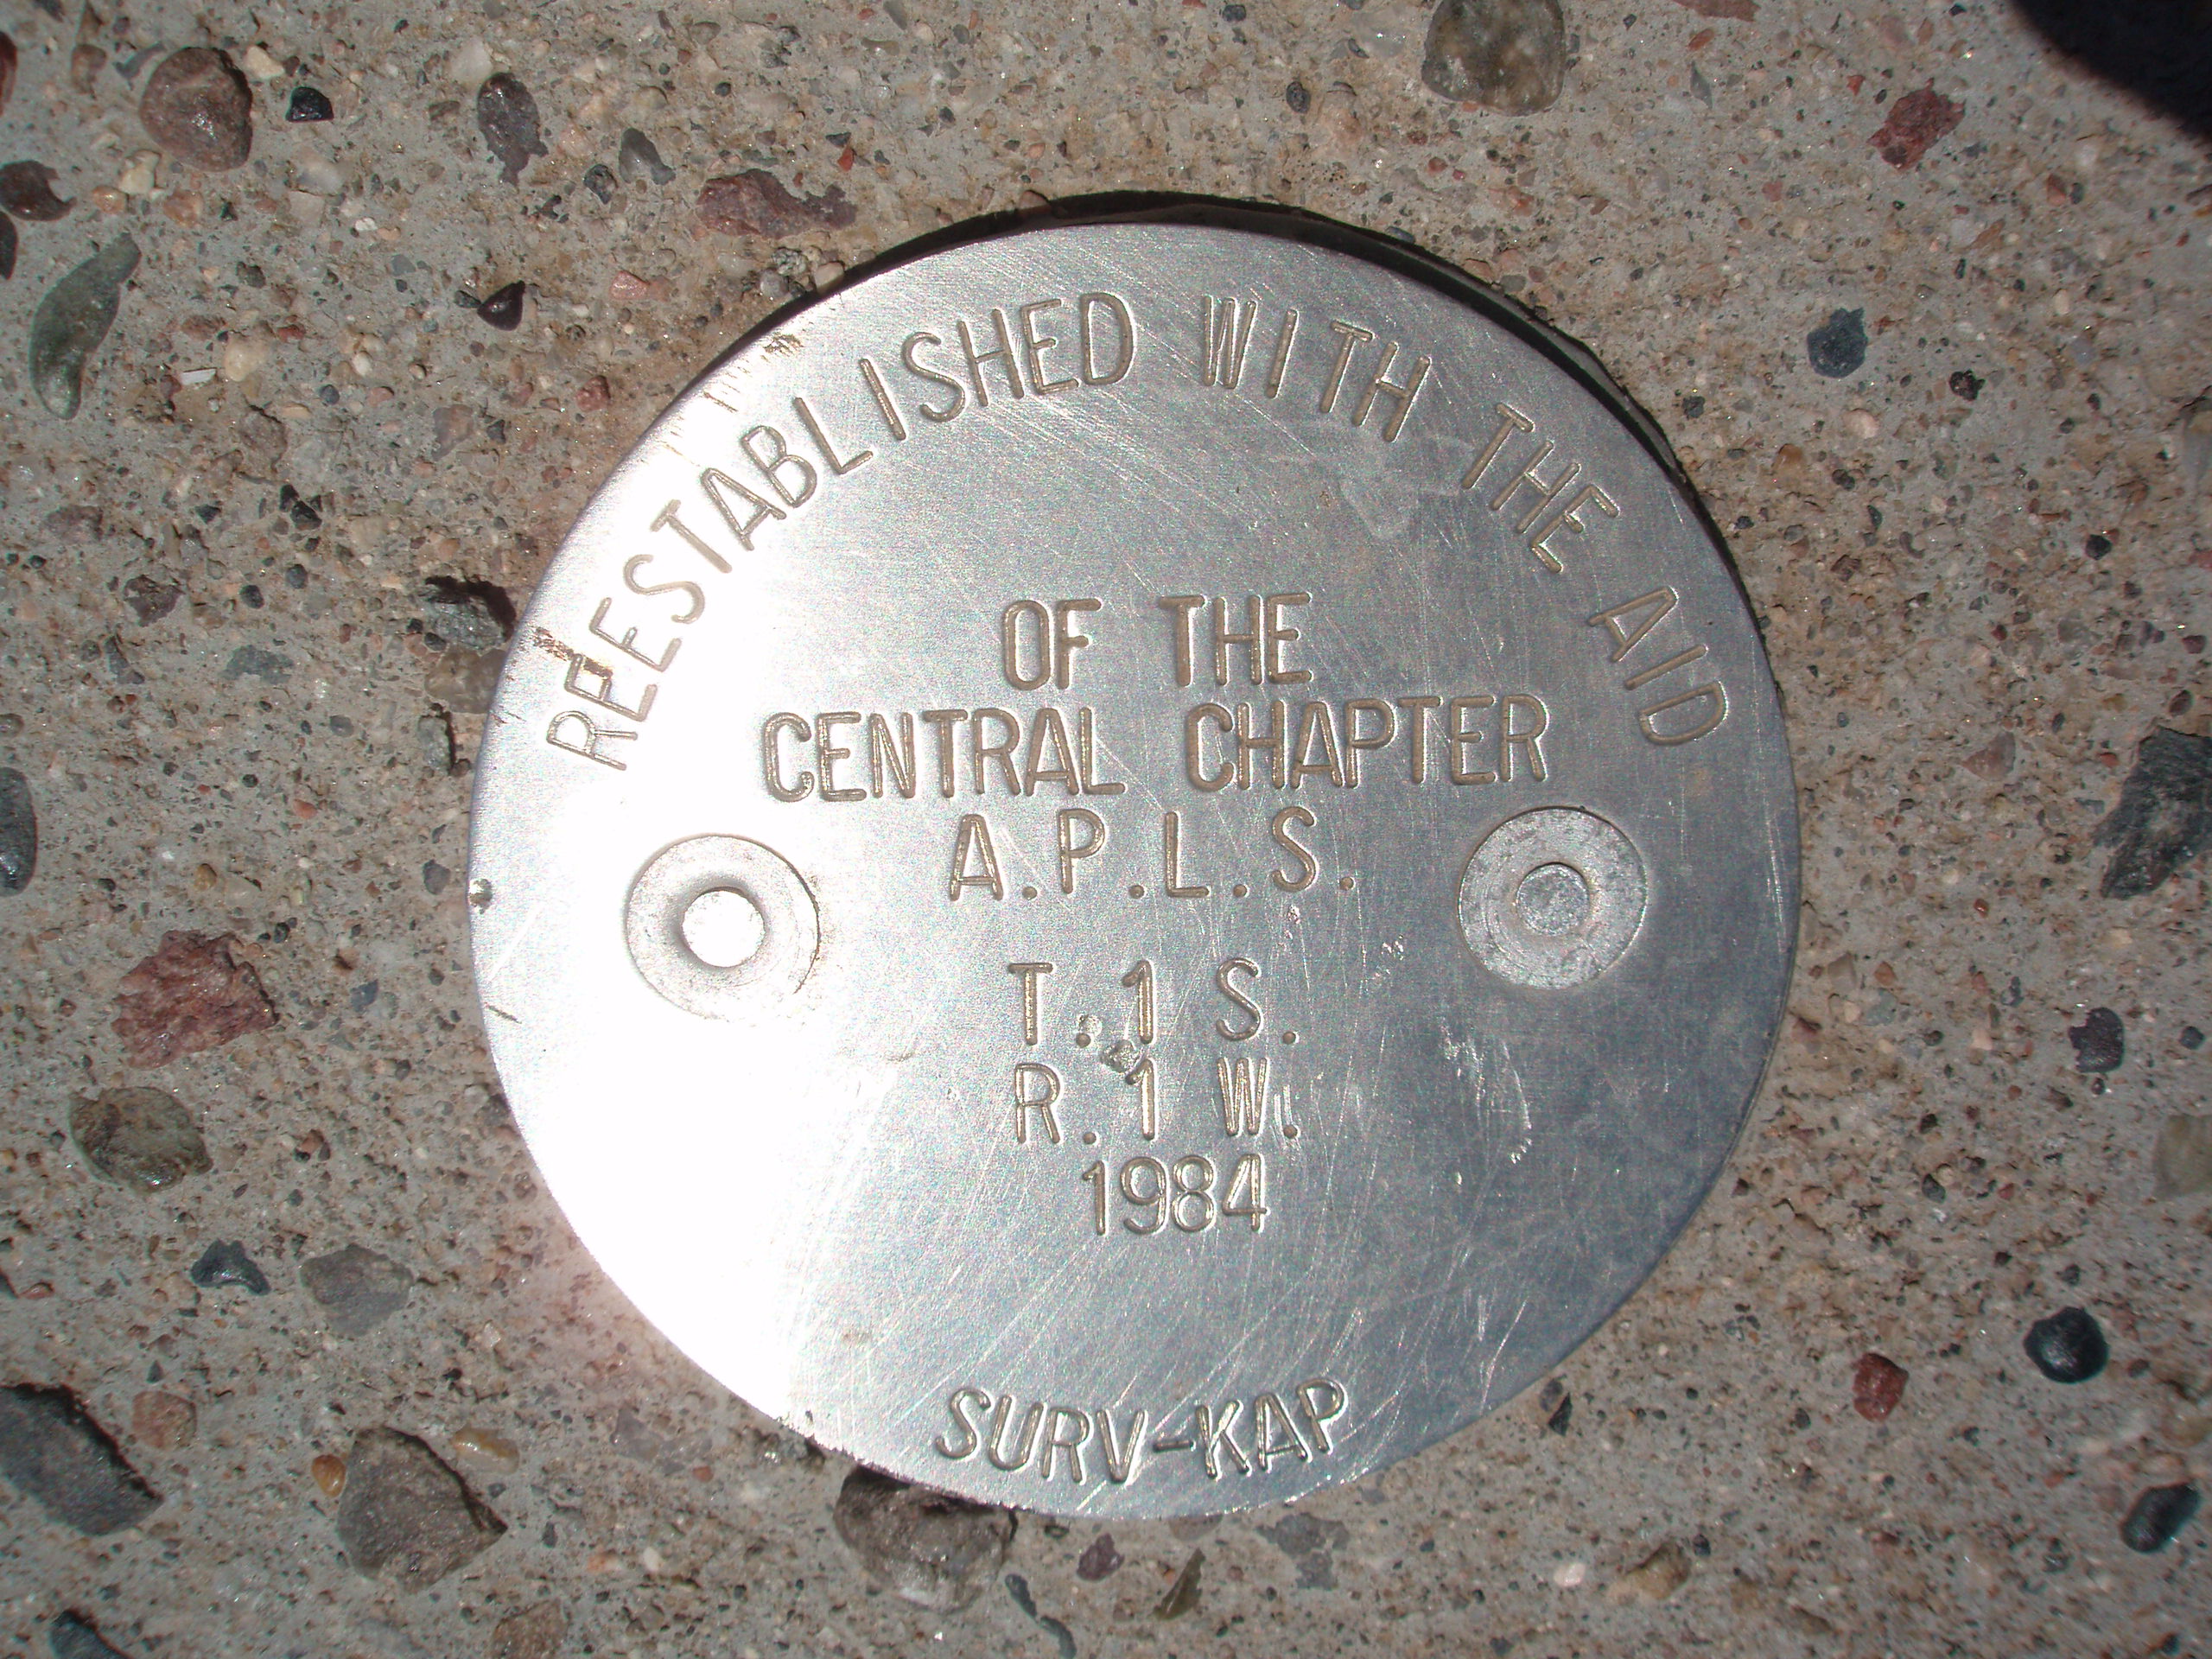 REESTABLISHED WITH THE AID
OF THE
CENTRAL CHAPTER
A.P.L.S.
T.1 S.
R.1 W.
1984
SURV-KAP